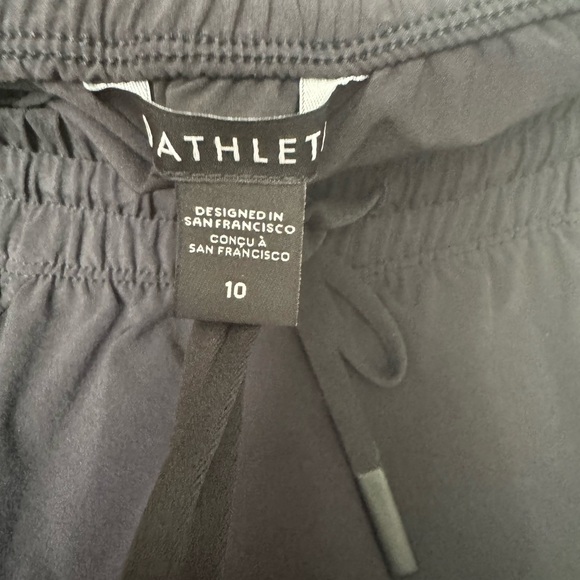 ATHLET
DESIGNED IN
SAN FRANCISCO
CONÇU À
SAN FRANCISCO
10